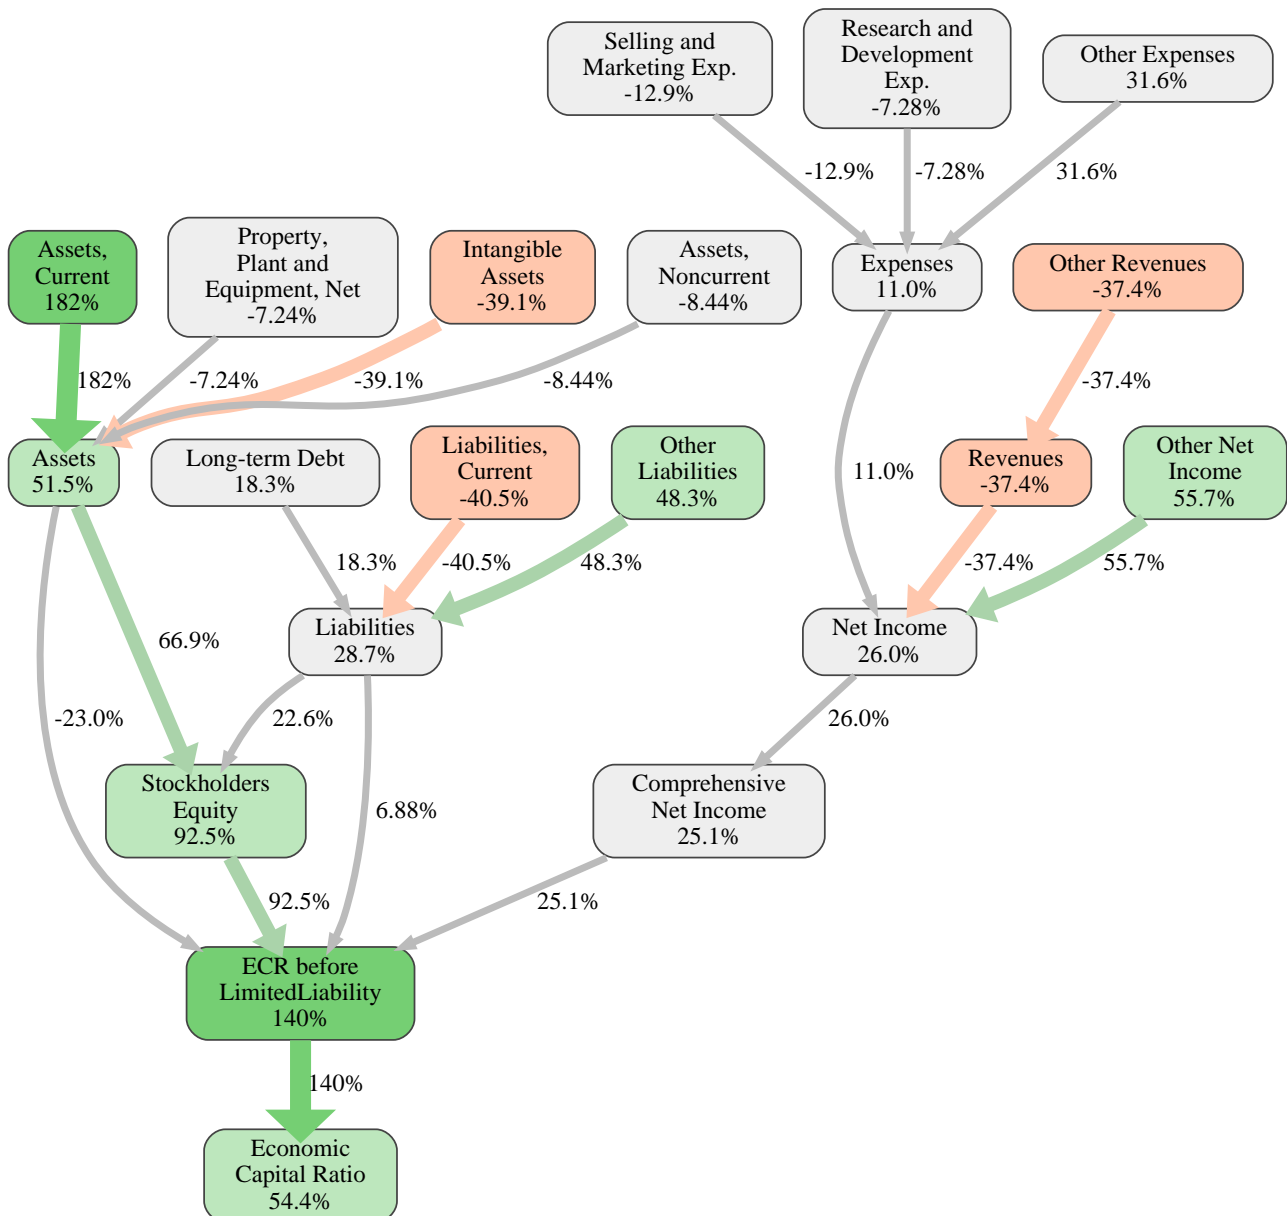 Selling and
Marketing Exp.
-12.9%
Research and
Development
Exp.
-7.28%
Other Expenses
31.6%
-12.9%
-7.28%
31.6%
Assets,
Current
182%
Property,
Plant and
Equipment, Net
-7.24%
Intangible
Assets
-39.1%
Assets,
Noncurrent
-8.44%
Expenses
11.0%
Other Revenues
-37.4%
182%
-7.24%
-39.1%
-8.44%
-37.4%
Assets
51.5%
Long-term Debt
18.3%
Liabilities,
Current
-40.5%
Other
Liabilities
48.3%
11.0%
Revenues
-37.4%
Other Net
Income
55.7%
18.3%
-40.5%
48.3%
-37.4%
55.7%
66.9%
Liabilities
28.7%
Net Income
26.0%
-23.0%
22.6%
26.0%
Stockholders
Equity
92.5%
6.88%
Comprehensive
Net Income
25.1%
92.5%
25.1%
ECR before
LimitedLiability
140%
140%
Economic
Capital Ratio
54.4%